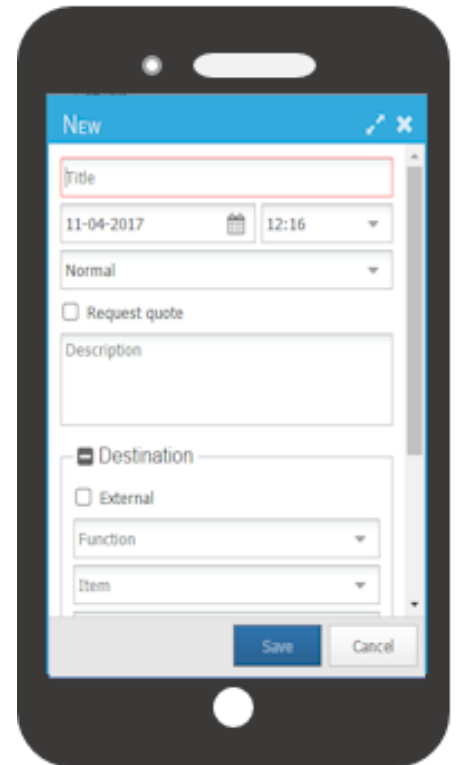 New
Title
11-04-2017 12:16
Normal
Request quote
Description
Destination
External
Function
Item
Save Cancel